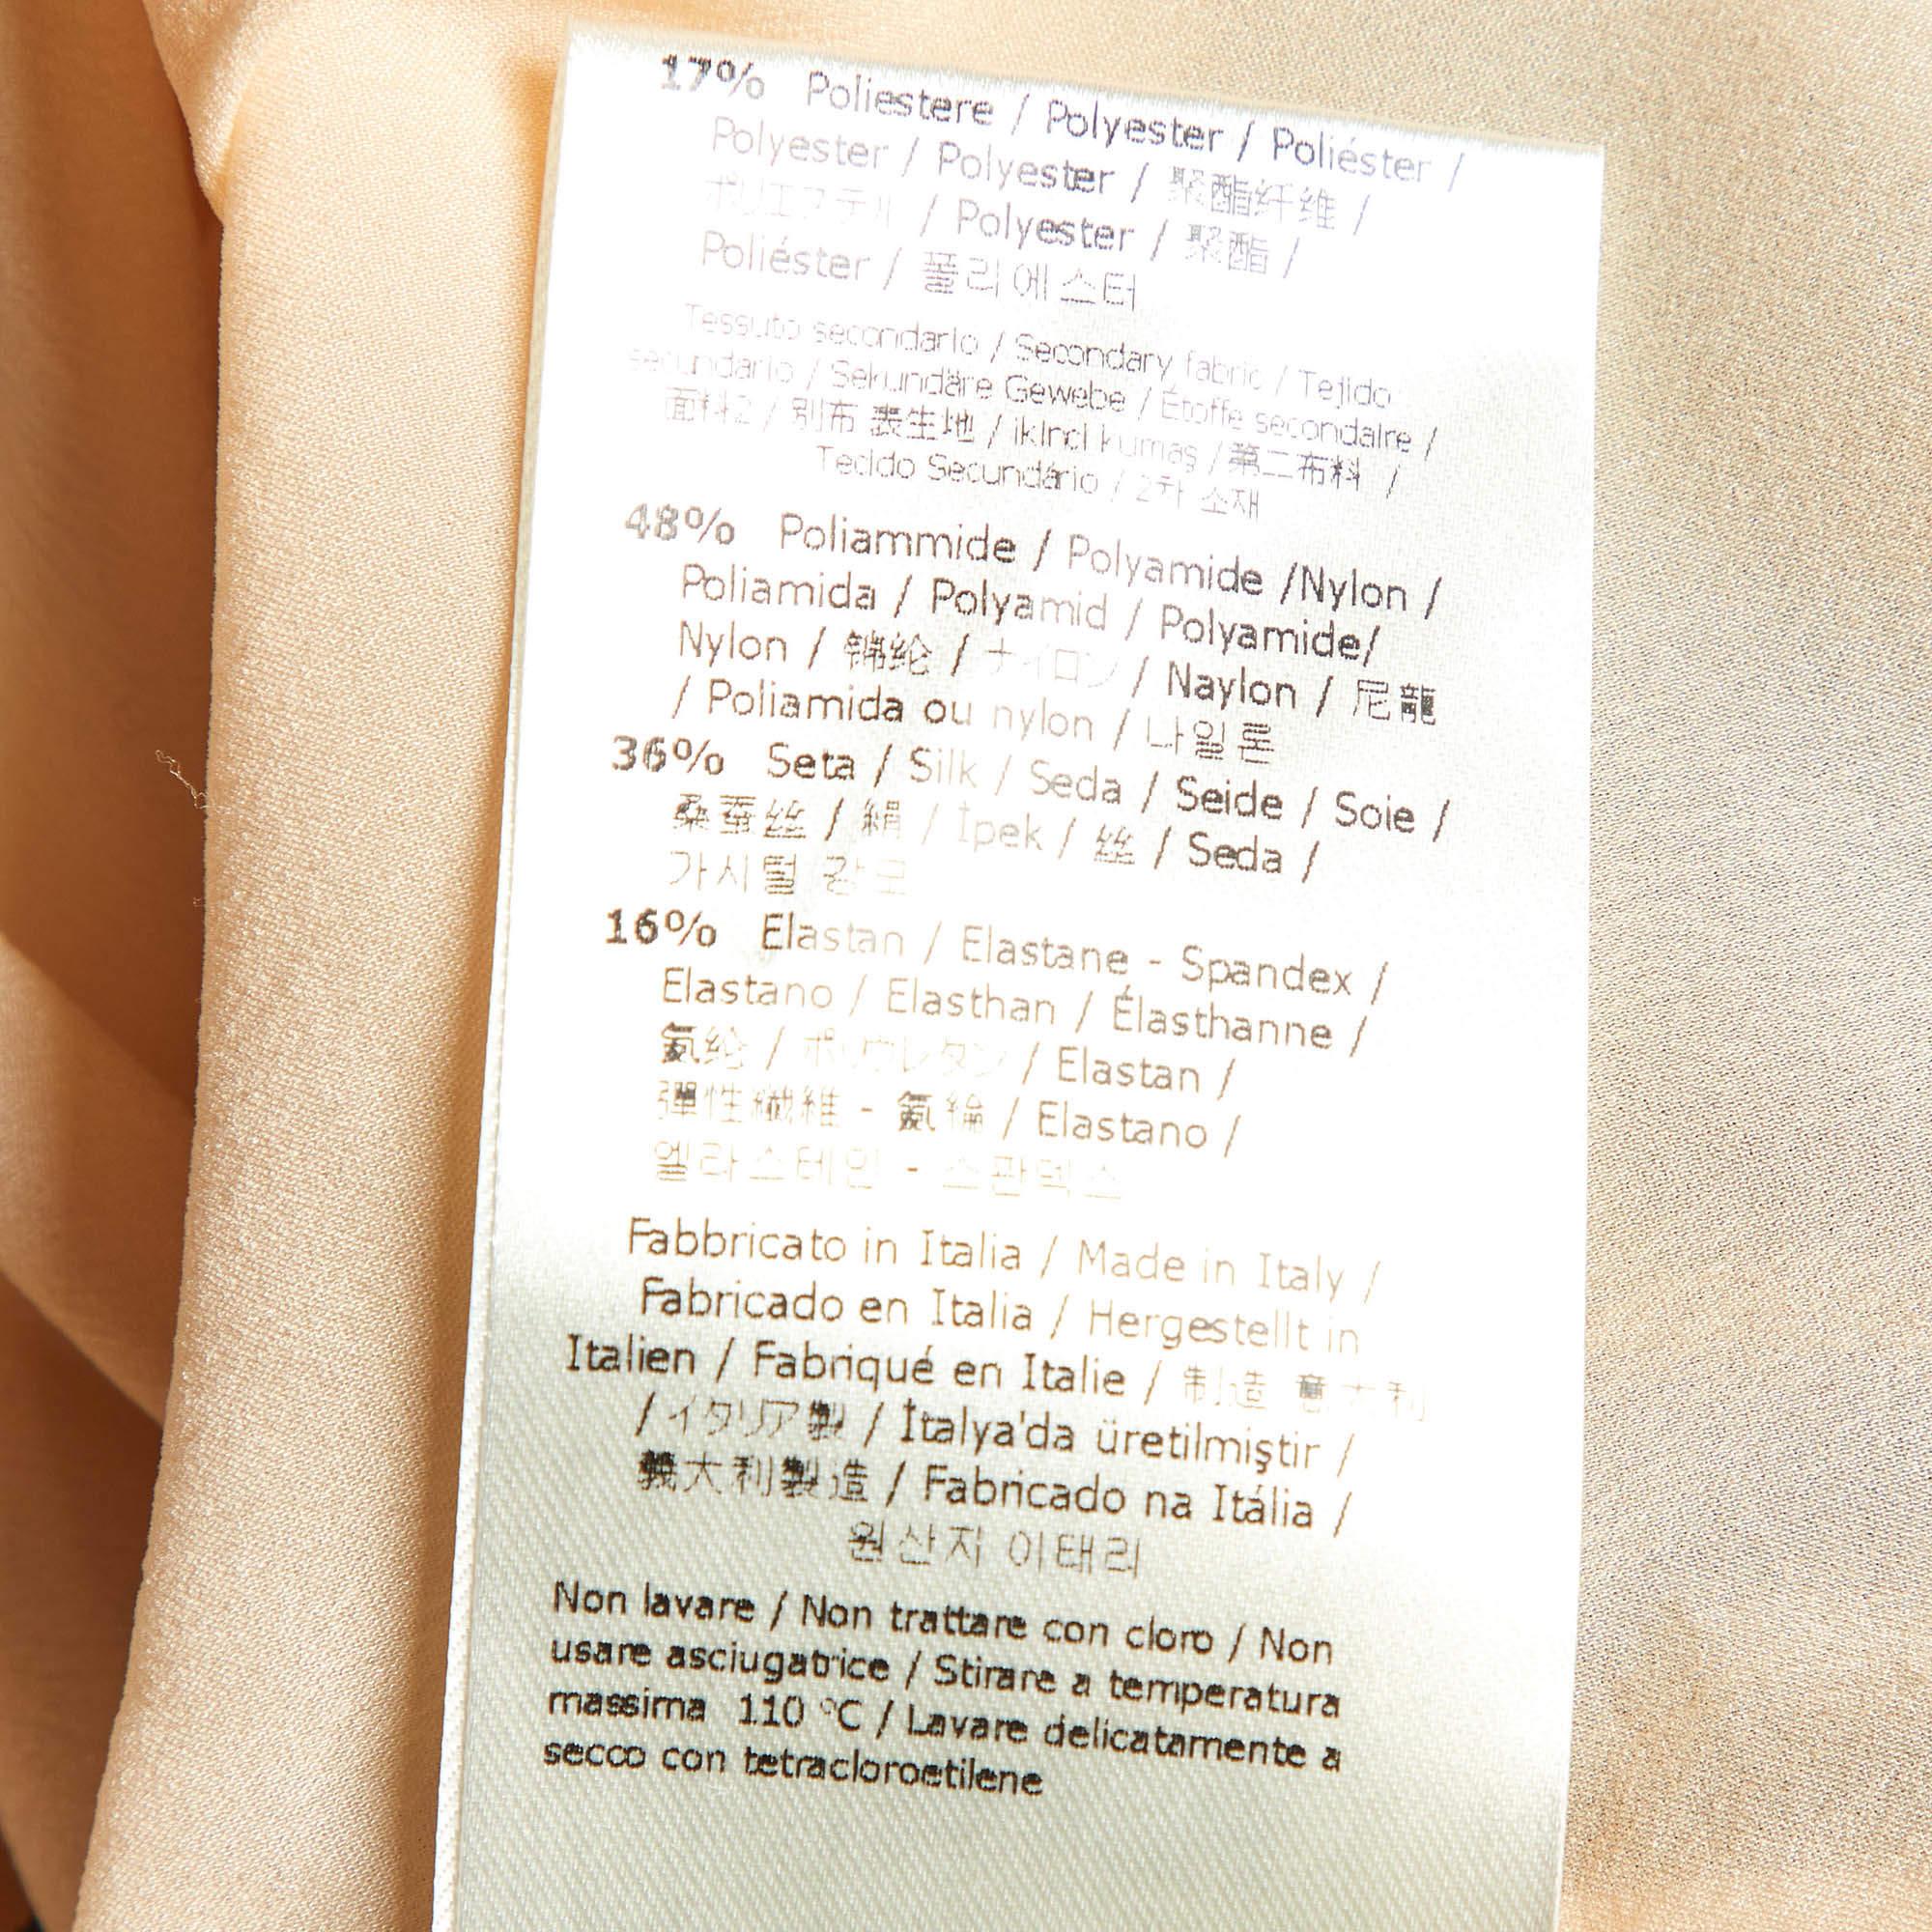 17% Poliestere / Polyester / Poliéster /
Polyester / Polyester / 聚酯纤维 /
ポリエステル / Polyester / 聚酯 /
Poliéster / 폴리에스터
Tessuto secondario / Secondary fabric / Tejido
secundario / Sekundäre Gewebe / Étoffe secondaire /
面料2 / 別布 表生地 / ikinci kumaş / 第二布料 /
Tecido Secundário / 2차 소재
48% Poliammide / Polyamide /Nylon /
Poliamida / Polyamid / Polyamide/
Nylon / 锦纶 / ナイロン / Naylon / 尼龍
/ Poliamida ou nylon / 나일론
36% Seta / Silk / Seda / Seide / Soie /
桑蚕丝 / 絹 / İpek / 丝 / Seda /
가시털
16% Elastan / Elastane - Spandex /
Elastano / Elasthan / Élasthanne /
氨纶 / ポリウレタン / Elastan /
彈性纖維 - 氨綸 / Elastano /
엘라스테인 - 스판덱스
Fabbricato in Italia / Made in Italy /
Fabricado en Italia / Hergestellt in
Italien / Fabriqué en Italie / 制造 意大利
/ イタリア製 / İtalya'da üretilmiştir /
義大利製造 / Fabricado na Itália /
원산지 이태리
Non lavare / Non trattare con cloro / Non
usare asciugatrice / Stirare a temperatura
massima 110 °C / Lavare delicatamente a
secco con tetracloroetilene